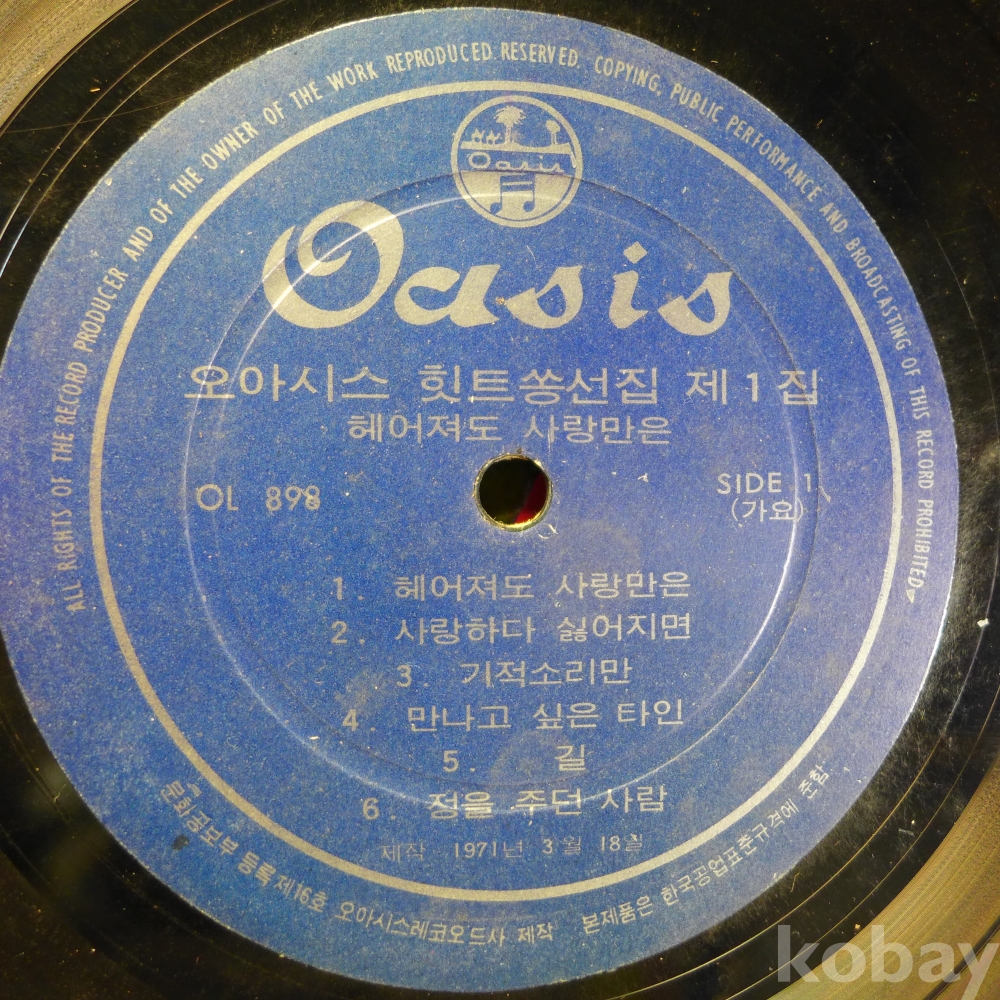 ALL RIGHTS OF THE RECORD PRODUCER AND OF THE OWNER OF THE WORK REPRODUCED RESERVED. COPYING, PUBLIC PERFORMANCE AND BROADCASTING OF THIS RECORD PROHIBITED
Oasis
Oasis
오아시스 힛트쏭선집 제1집
헤어져도 사랑만은
OL 898
SIDE 1
(가요)
1. 헤어져도 사랑만은
2. 사랑하다 싫어지면
3. 기적소리만
4. 만나고 싶은 타인
5. 길
6. 정을 주던 사람
제작 1971년 3월 18일
문화공보부 등록 제16호 오아시스레코오드사 제작 본제품은 한국공업표준규격에 준함
kobay